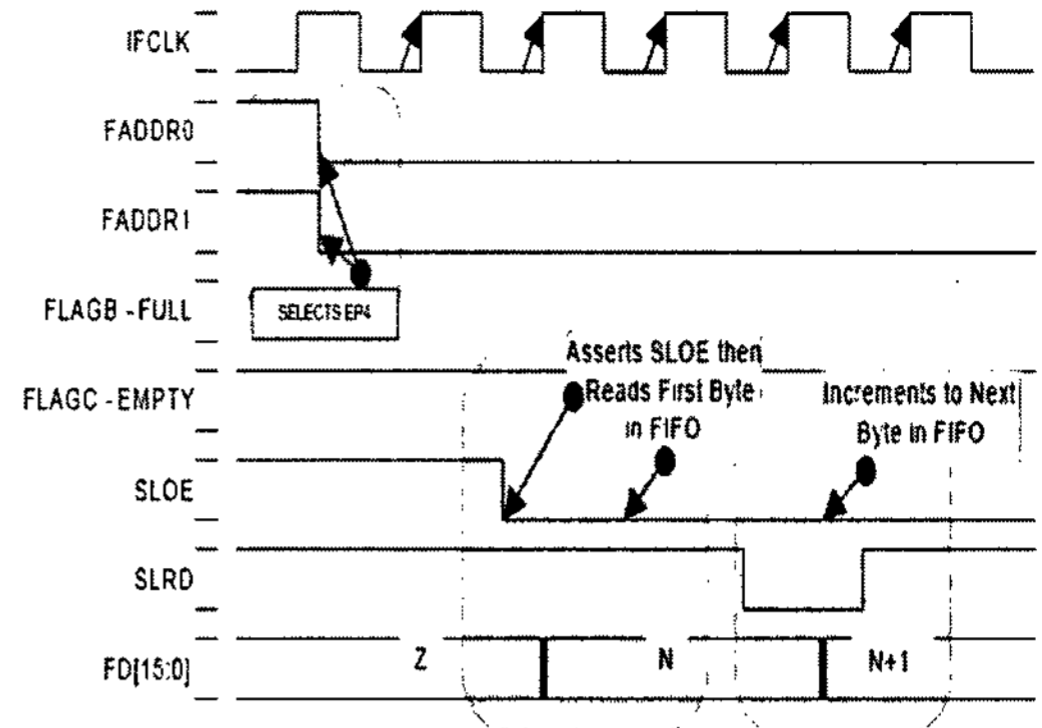 IFCLK
FADDR0
FADDR1
FLAGB - FULL
SELECTS EP4
FLAGC - EMPTY
Asserts SLOE then
Reads First Byte
in FIFO
Increments to Next
Byte in FIFO
SLOE
SLRD
FD[15:0]
Z
N
N+1